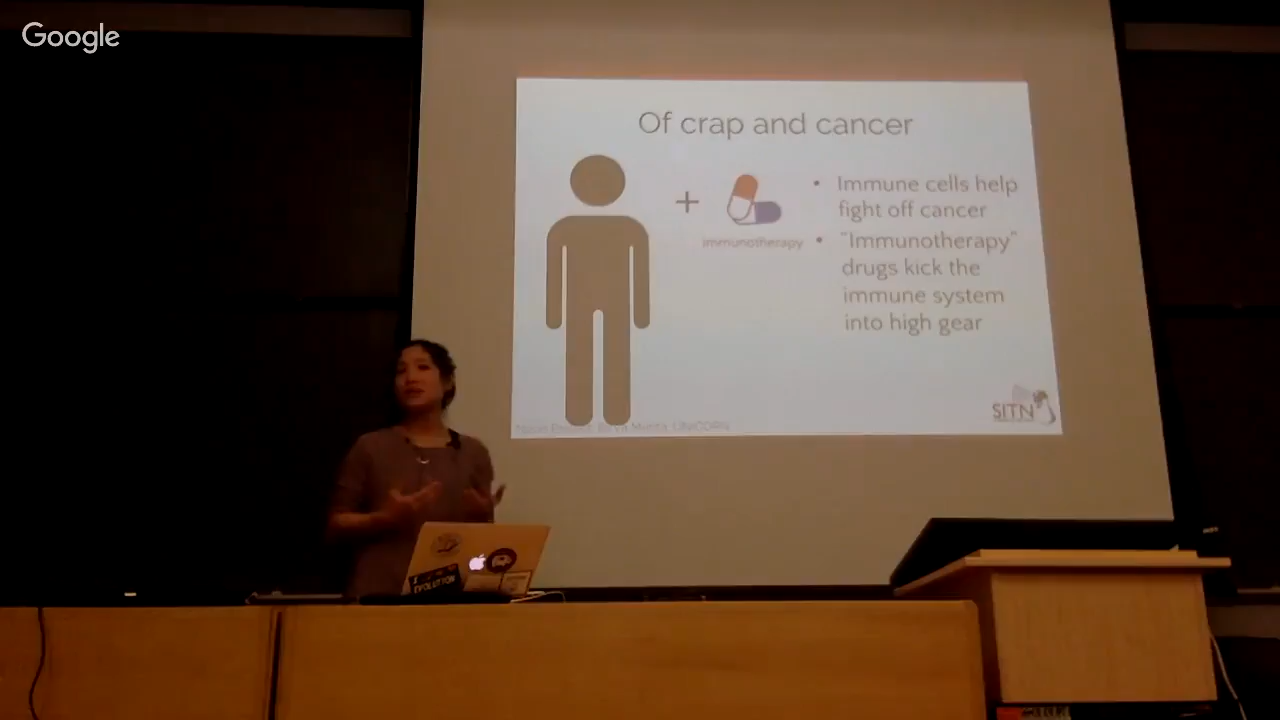 Google
Of crap and cancer
+
immunotherapy
• Immune cells help
fight off cancer
• "Immunotherapy"
drugs kick the
immune system
into high gear
SITN
EVOLUTION